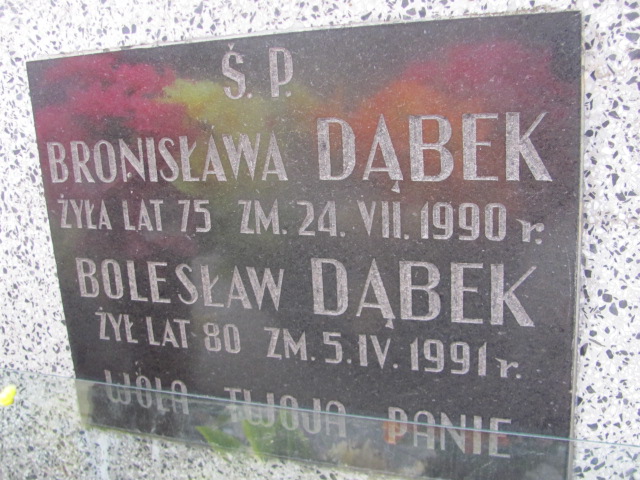 Ś. P.
BRONISŁAWA DĄBEK
ŻYŁA LAT 75 ZM. 24. VII. 1990 r.
BOLESŁAW DĄBEK
ŻYŁ LAT 80 ZM. 5. IV. 1991 r.
WOLA TWOJA PANIE